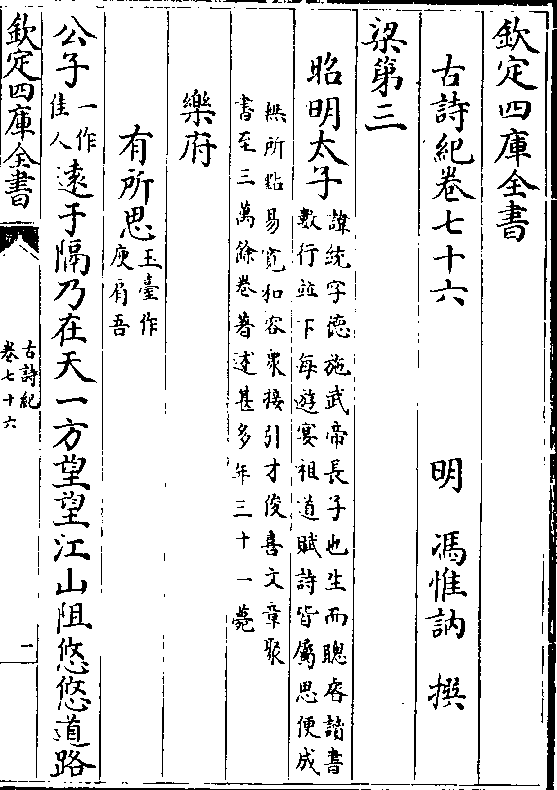 欽定四庫全書
古詩紀卷七十六 明 馮惟訥 撰
梁第三
昭明太子 諱統字德施武帝長子也生而聰睿讀書
數行並下每遊宴祖道賦詩皆屬思便成
無所點易寛和容衆接引才俊喜文章聚
書至三萬餘卷著述甚多年三十一薨
樂府
有所思 玉臺作
庾肩吾
公子 一作
佳人 遠于隔乃在天一方望望江山阻悠悠道路
欽定四庫全書
古詩紀
卷七十六
一